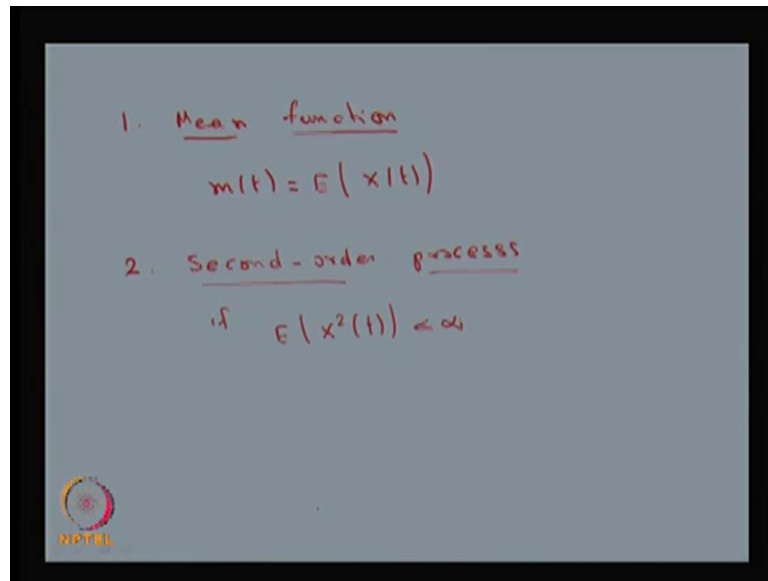 1. Mean function
m(t) = E(X(t))
2. Second-order processs
if E(X²(t)) < ∞
NPTEL